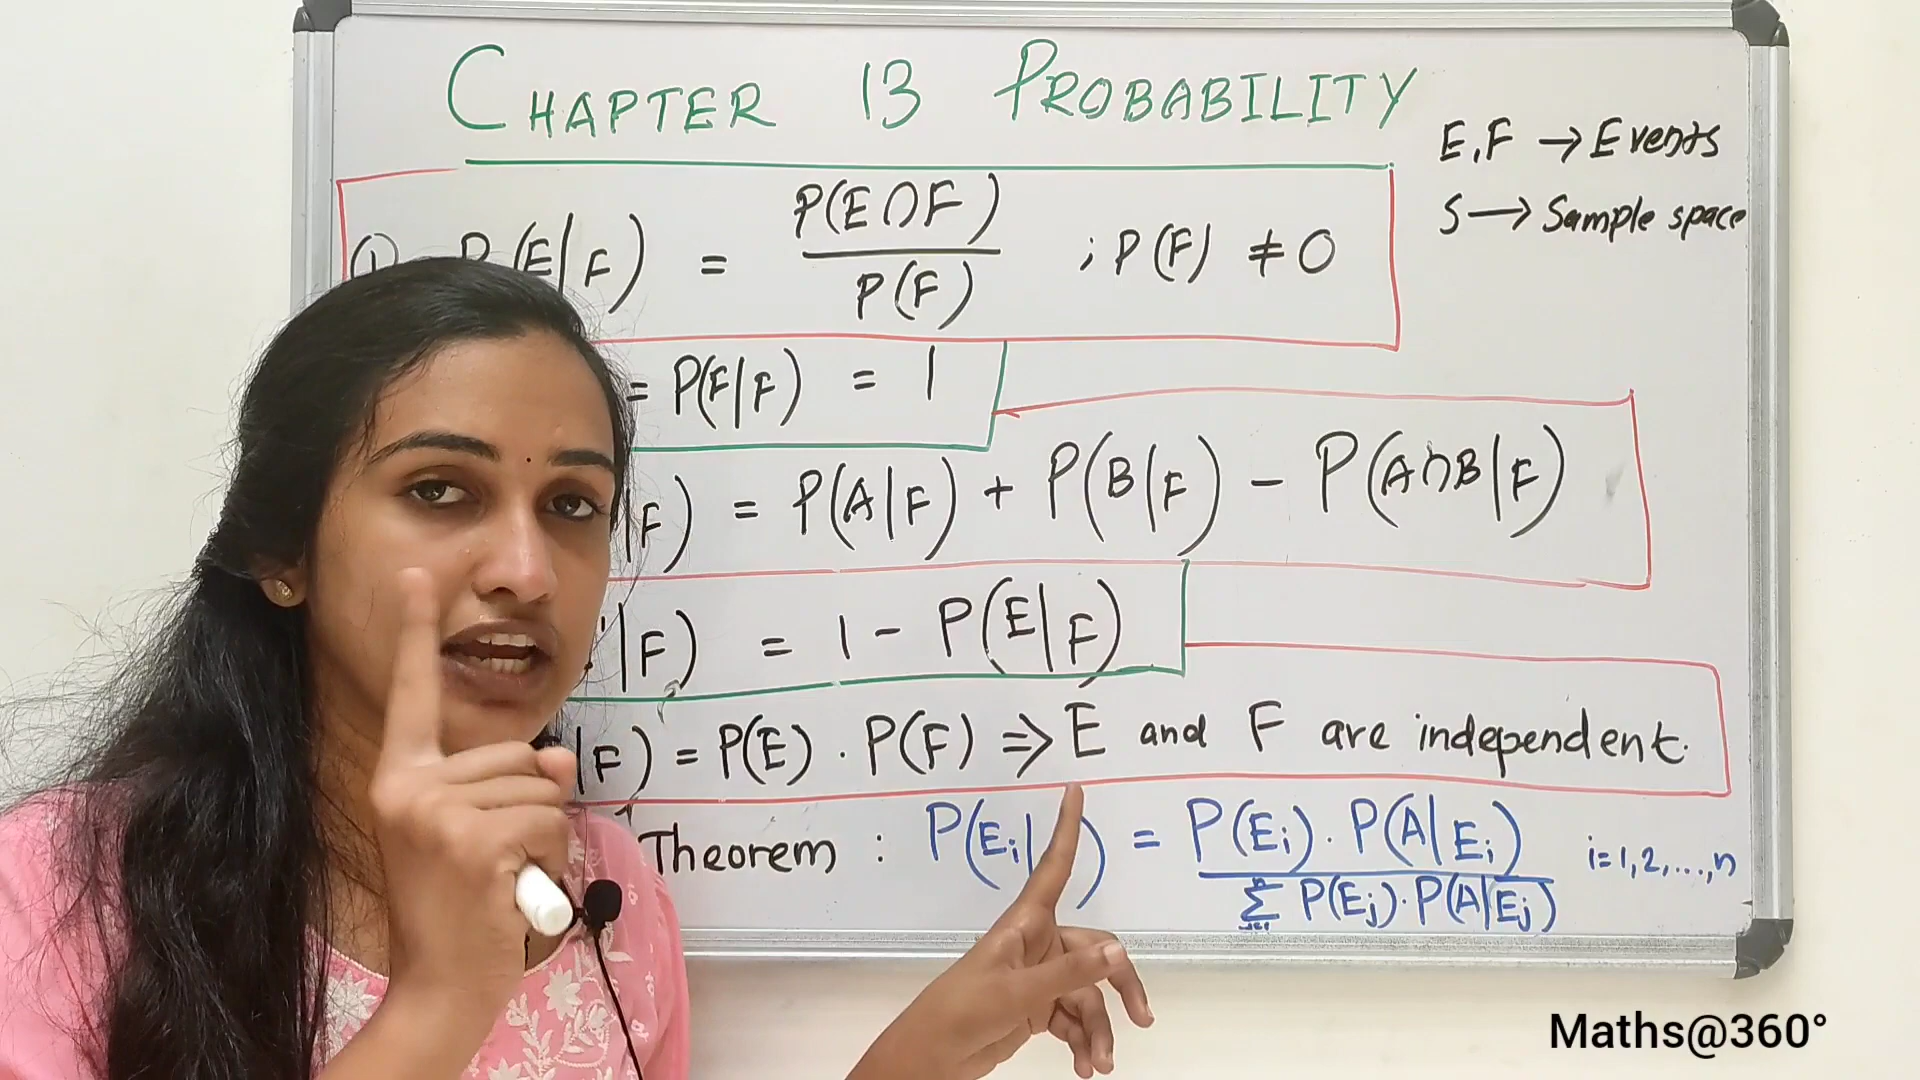 CHAPTER 13 PROBABILITY
E,F → Events
S → Sample space
① P(E|F) = P(E∩F) / P(F) ; P(F) ≠ 0
= P(F|F) = 1
|F) = P(A|F) + P(B|F) - P(A∩B|F)
'|F) = 1 - P(E|F)
|F) = P(E) . P(F) ⇒ E and F are independent.
Theorem : P(Ei| ) = P(Ei) . P(A|Ei) / Σ P(Ej) . P(A|Ej) i=1,2,...,n
Maths@360°